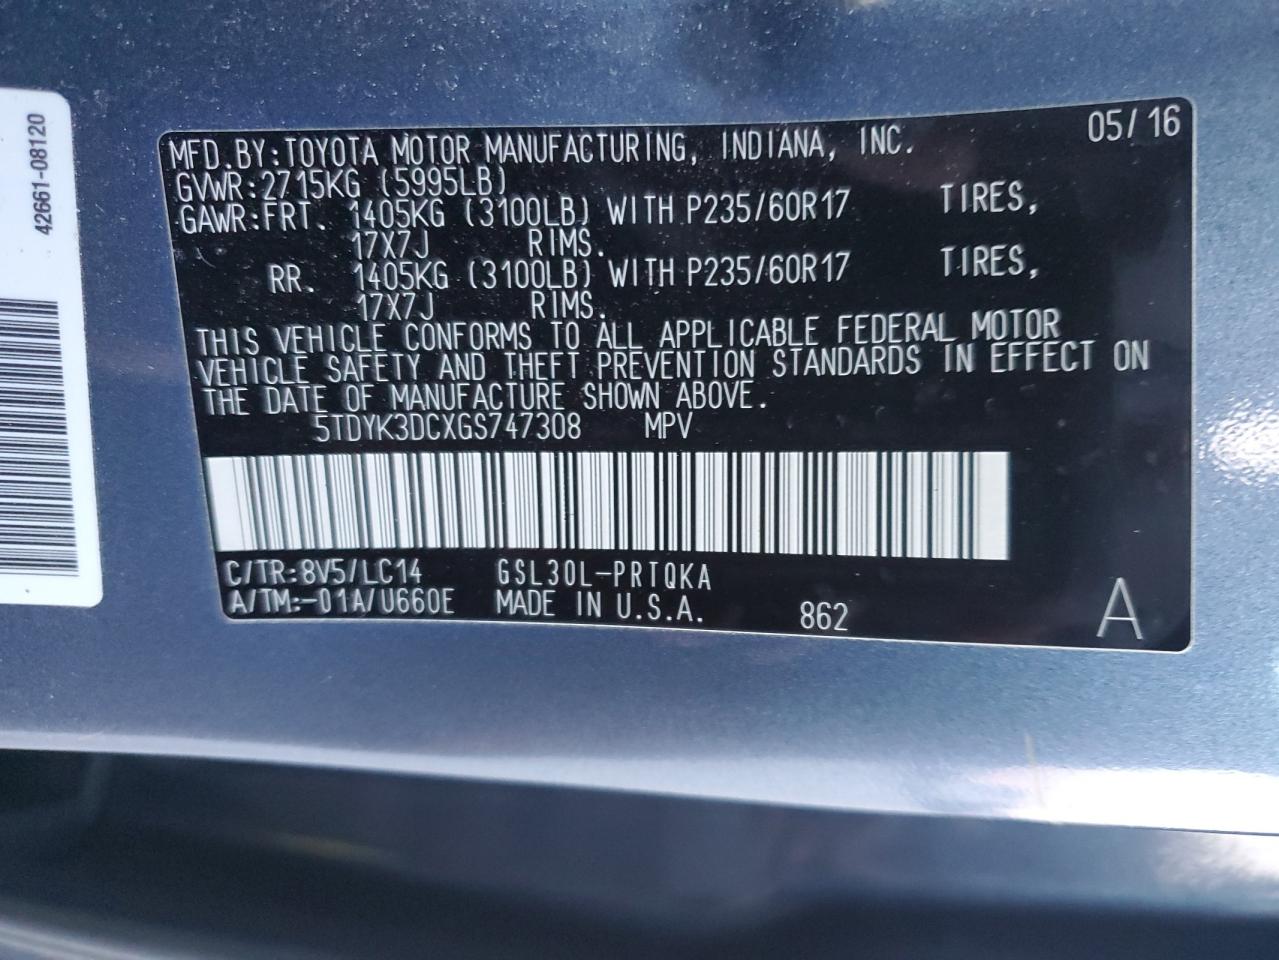 42661-08120
05/16
MFD.BY:TOYOTA MOTOR MANUFACTURING, INDIANA, INC.
GVWR:2715KG (5995LB)
GAWR:FRT. 1405KG (3100LB) WITH P235/60R17 TIRES,
17X7J RIMS.
RR. 1405KG (3100LB) WITH P235/60R17 TIRES,
17X7J RIMS.
THIS VEHICLE CONFORMS TO ALL APPLICABLE FEDERAL MOTOR
VEHICLE SAFETY AND THEFT PREVENTION STANDARDS IN EFFECT ON
THE DATE OF MANUFACTURE SHOWN ABOVE.
5TDYK3DCXGS747308 MPV
C/TR:8V5/LC14 GSL30L-PRTQKA
A/TM:-01A/U660E MADE IN U.S.A. 862 A